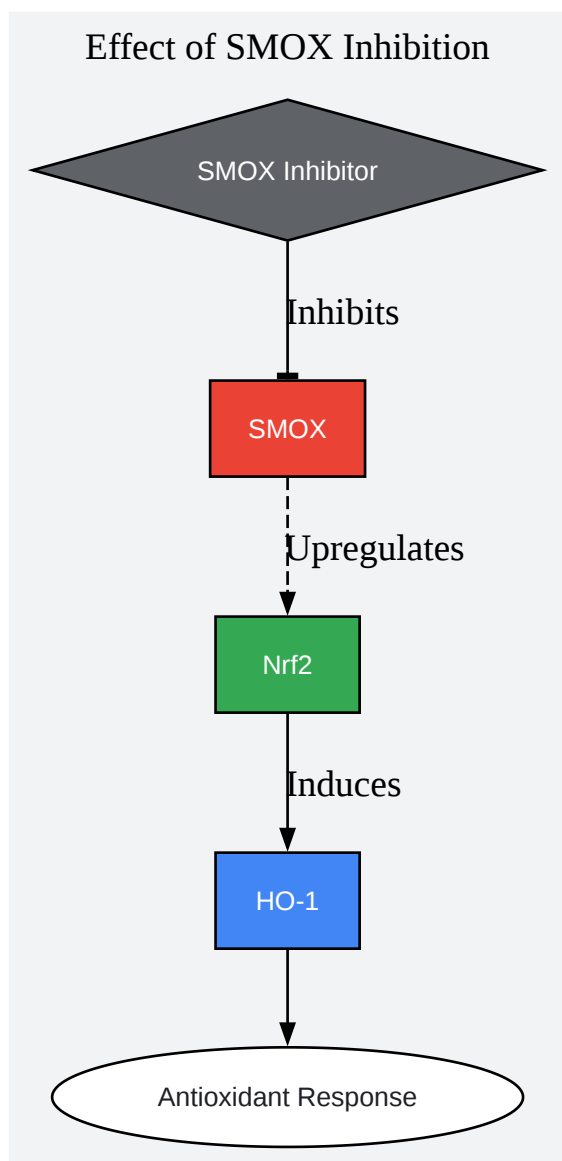 Effect of SMOX Inhibition
SMOX Inhibitor
Inhibits
SMOX
Upregulates
Nrf2
Induces
HO-1
Antioxidant Response